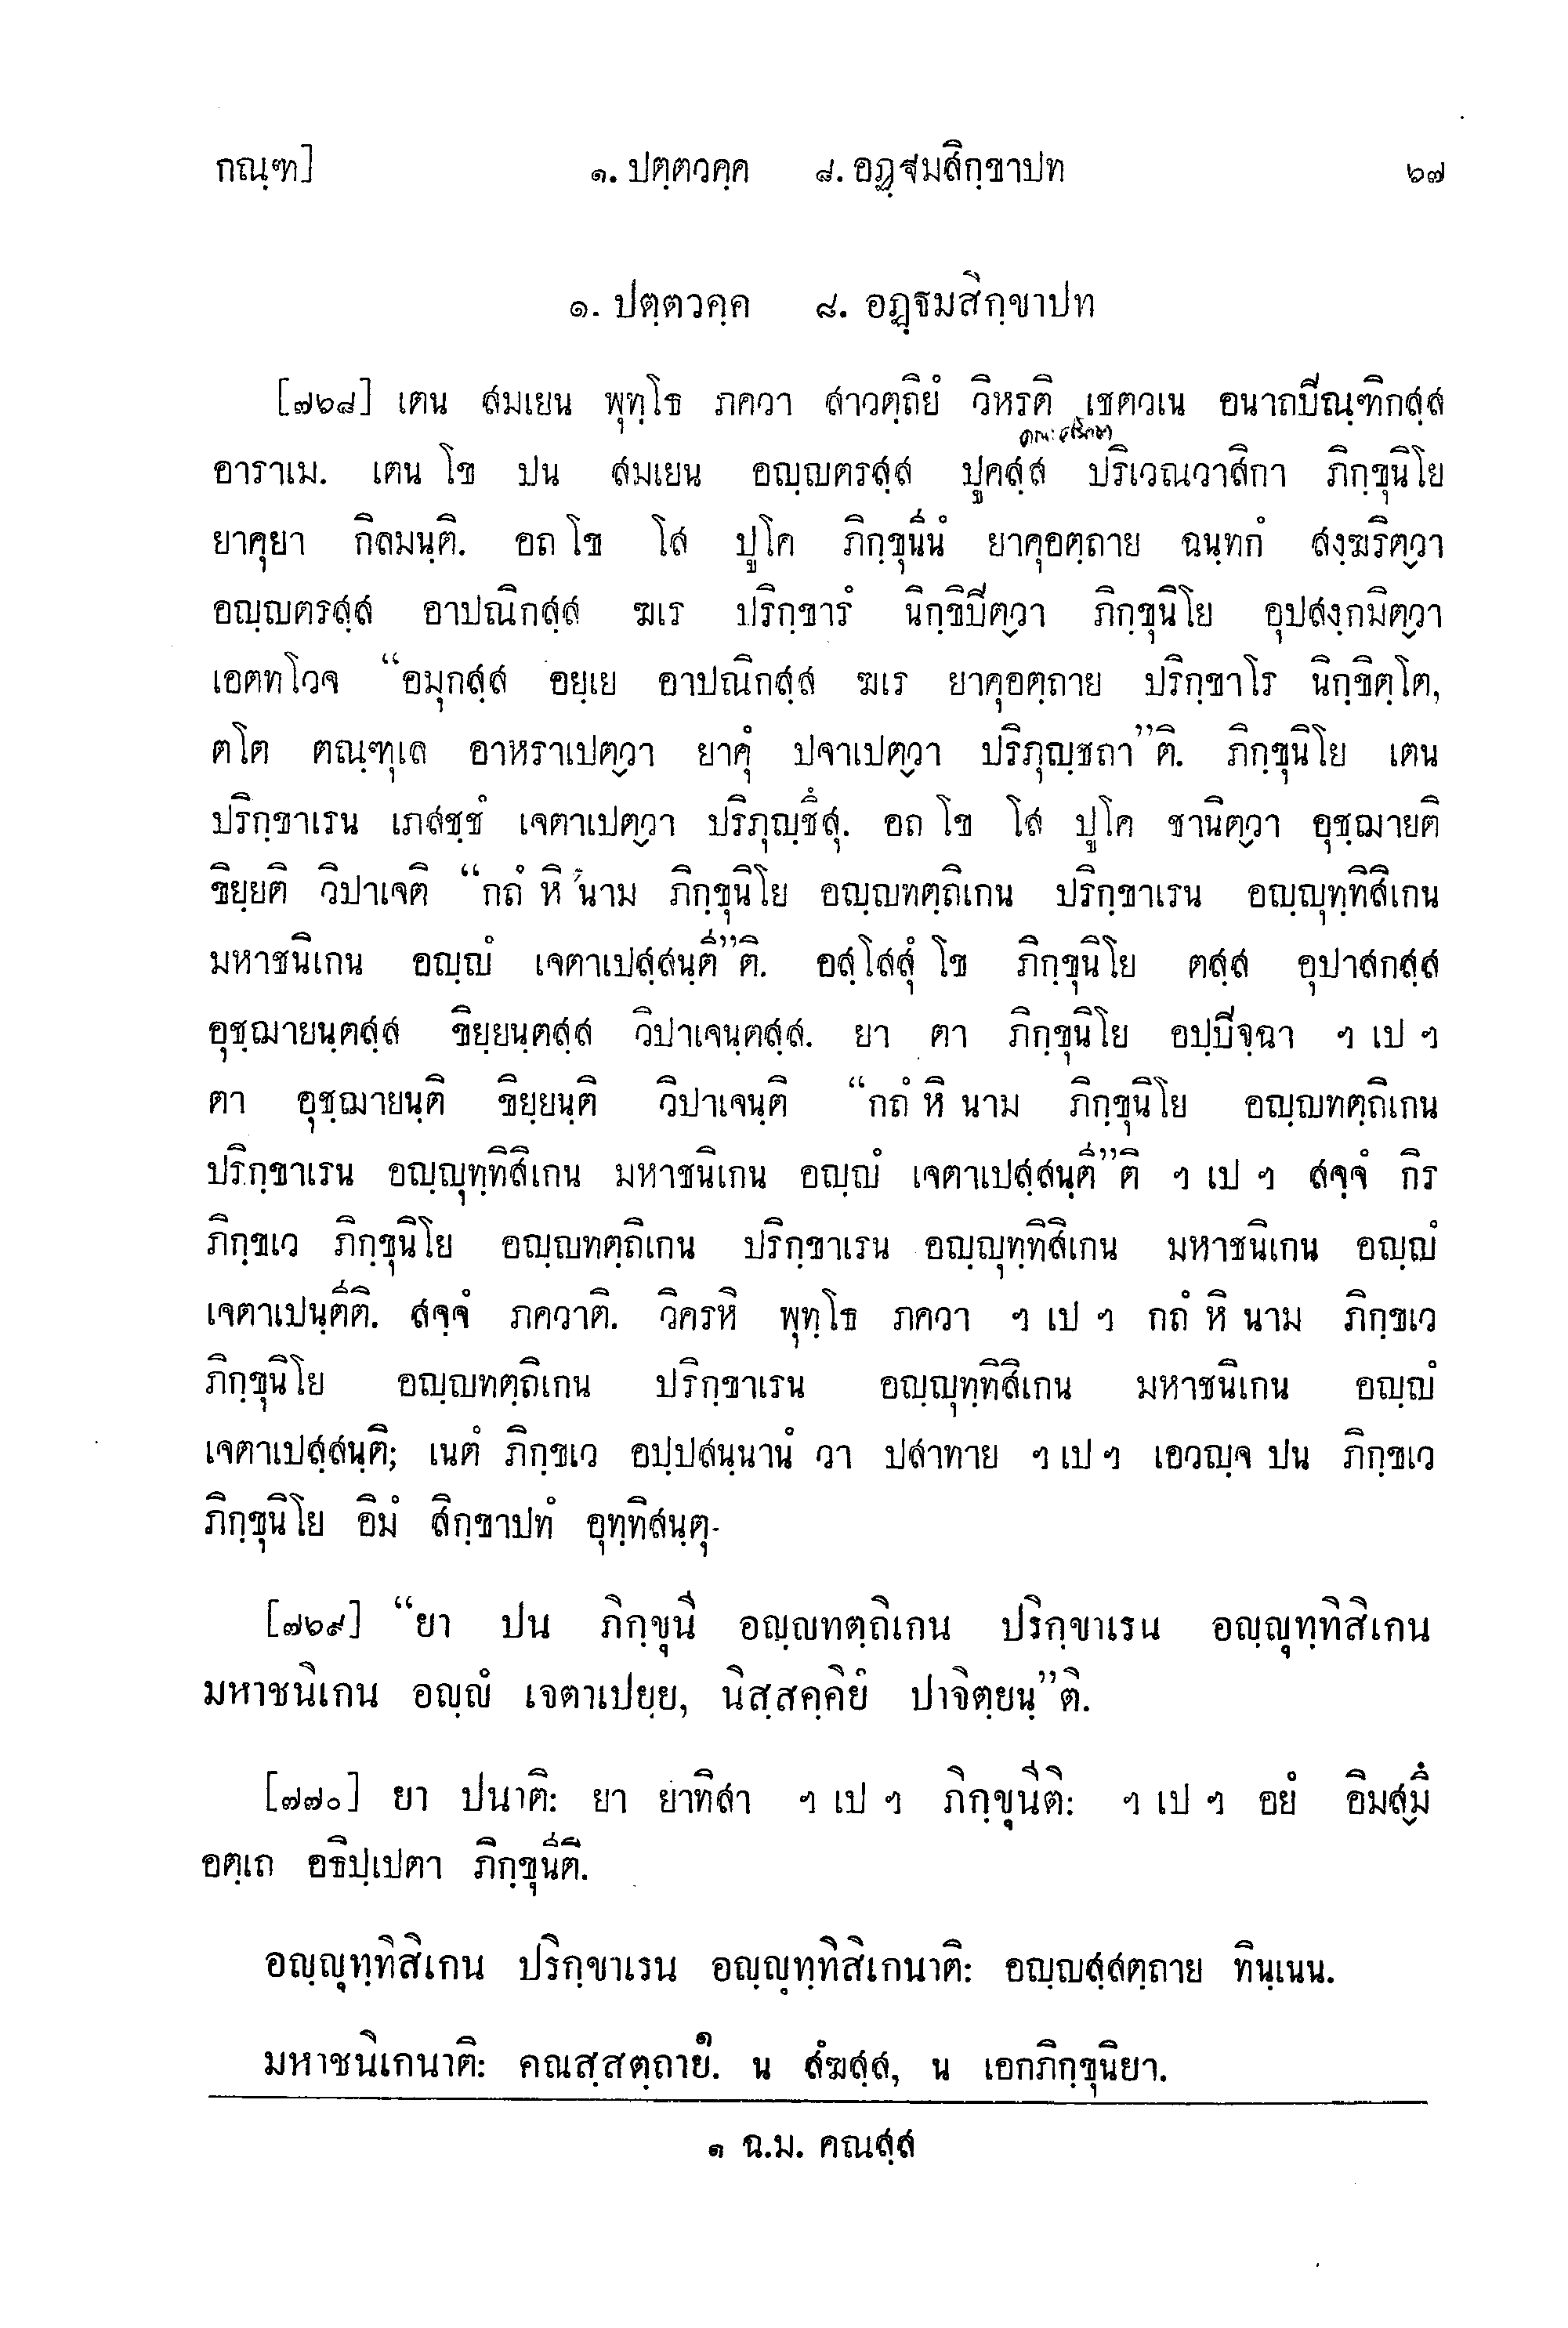 กณฺฑ] ๑. ปตฺตวคฺค ๘. อฏฺฐมสิกฺขาปท ๖๗
๑. ปตฺตวคฺค ๘. อฏฺฐมสิกฺขาปท
[๗๖๘] เตน สมเยน พุทฺโธ ภควา สาวตฺถิยํ วิหรติ เชตวเน อนาถปิณฺฑิกสฺส
อาราเม. เตน โข ปน สมเยน อญฺญตรสฺส ปูคสฺส ปริเวณวาสิกา ภิกฺขุนิโย
ยาคุยา กิลมนฺติ. อถ โข โส ปูโค ภิกฺขุนีนํ ยาคุอตฺถาย ฉนฺทกํ สงฺฆริตฺวา
อญฺญตรสฺส อาปณิกสฺส ฆเร ปริกฺขารํ นิกฺขิปิตฺวา ภิกฺขุนิโย อุปสงฺกมิตฺวา
เอตทโวจ “อมุกสฺส อยฺเย อาปณิกสฺส ฆเร ยาคุอตฺถาย ปริกฺขาโร นิกฺขิตฺโต,
ตโต ตณฺฑุเล อาหราเปตฺวา ยาคุํ ปจาเปตฺวา ปริภุญฺชถา”ติ. ภิกฺขุนิโย เตน
ปริกฺขาเรน เภสชฺชํ เจตาเปตฺวา ปริภุญฺชึสุ. อถ โข โส ปูโค ชานิตฺวา อุชฺฌายติ
ขิยฺยติ วิปาเจติ “กถํ หิ นาม ภิกฺขุนิโย อญฺญทตฺถิเกน ปริกฺขาเรน อญฺญุทฺทิสิเกน
มหาชนิเกน อญฺญํ เจตาเปสฺสนฺตี”ติ. อสฺโสสุํ โข ภิกฺขุนิโย ตสฺส อุปาสกสฺส
อุชฺฌายนฺตสฺส ขิยฺยนฺตสฺส วิปาเจนฺตสฺส. ยา ตา ภิกฺขุนิโย อปฺปิจฺฉา ฯ เป ฯ
ตา อุชฺฌายนฺติ ขิยฺยนฺติ วิปาเจนฺติ “กถํ หิ นาม ภิกฺขุนิโย อญฺญทตฺถิเกน
ปริกฺขาเรน อญฺญุทฺทิสิเกน มหาชนิเกน อญฺญํ เจตาเปสฺสนฺตี”ติ ฯ เป ฯ สจฺจํ กิร
ภิกฺขเว ภิกฺขุนิโย อญฺญทตฺถิเกน ปริกฺขาเรน อญฺญุทฺทิสิเกน มหาชนิเกน อญฺญํ
เจตาเปนฺตีติ. สจฺจํ ภควาติ. วิครหิ พุทฺโธ ภควา ฯ เป ฯ กถํ หิ นาม ภิกฺขเว
ภิกฺขุนิโย อญฺญทตฺถิเกน ปริกฺขาเรน อญฺญุทฺทิสิเกน มหาชนิเกน อญฺญํ
เจตาเปสฺสนฺติ; เนตํ ภิกฺขเว อปฺปสนฺนานํ วา ปสาทาย ฯ เป ฯ เอวญฺจ ปน ภิกฺขเว
ภิกฺขุนิโย อิมํ สิกฺขาปทํ อุทฺทิสนฺตุ-
[๗๖๙] “ยา ปน ภิกฺขุนี อญฺญทตฺถิเกน ปริกฺขาเรน อญฺญุทฺทิสิเกน
มหาชนิเกน อญฺญํ เจตาเปยฺย, นิสฺสคฺคิยํ ปาจิตฺยนฺ”ติ.
[๗๗๐] ยา ปนาติ: ยา ยาทิสา ฯ เป ฯ ภิกฺขุนีติ: ฯ เป ฯ อยํ อิมสฺมึ
อตฺเถ อธิปฺเปตา ภิกฺขุนีติ.
อญฺญุทฺทิสิเกน ปริกฺขาเรน อญฺญุทฺทิสิเกนาติ: อญฺญสฺสตฺถาย ทินฺเนน.
มหาชนิเกนาติ: คณสฺสตฺถาย๑. น สํฆสฺส, น เอกภิกฺขุนิยา.
๑ ฉ.ม. คณสฺส